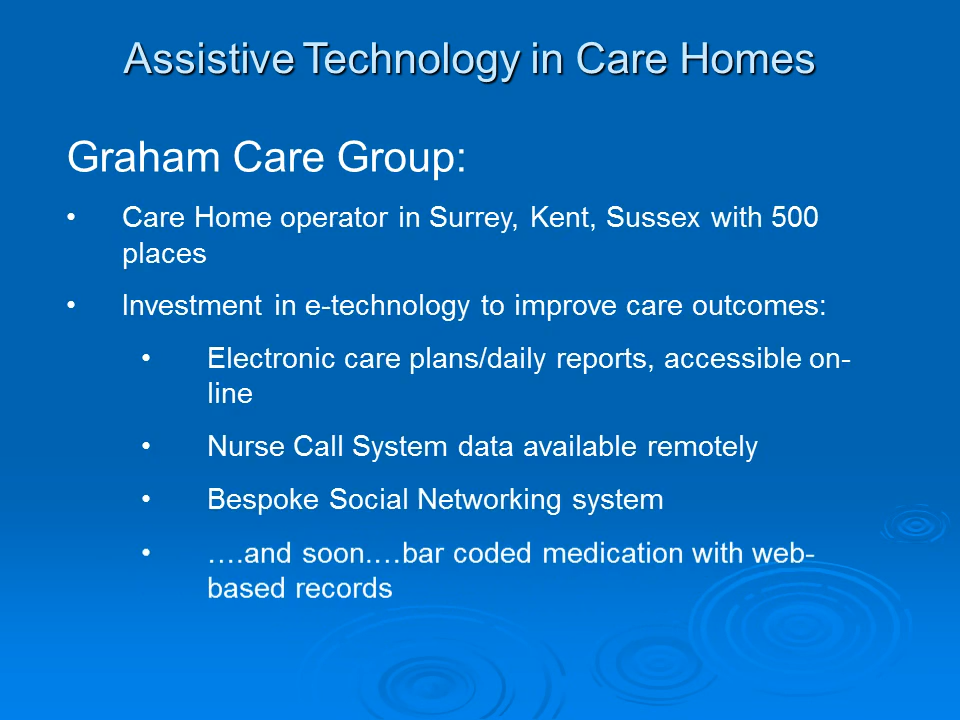 Assistive Technology in Care Homes
Graham Care Group:
• Care Home operator in Surrey, Kent, Sussex with 500
places
• Investment in e-technology to improve care outcomes:
• Electronic care plans/daily reports, accessible on-
line
• Nurse Call System data available remotely
• Bespoke Social Networking system
• ….and soon….bar coded medication with web-
based records